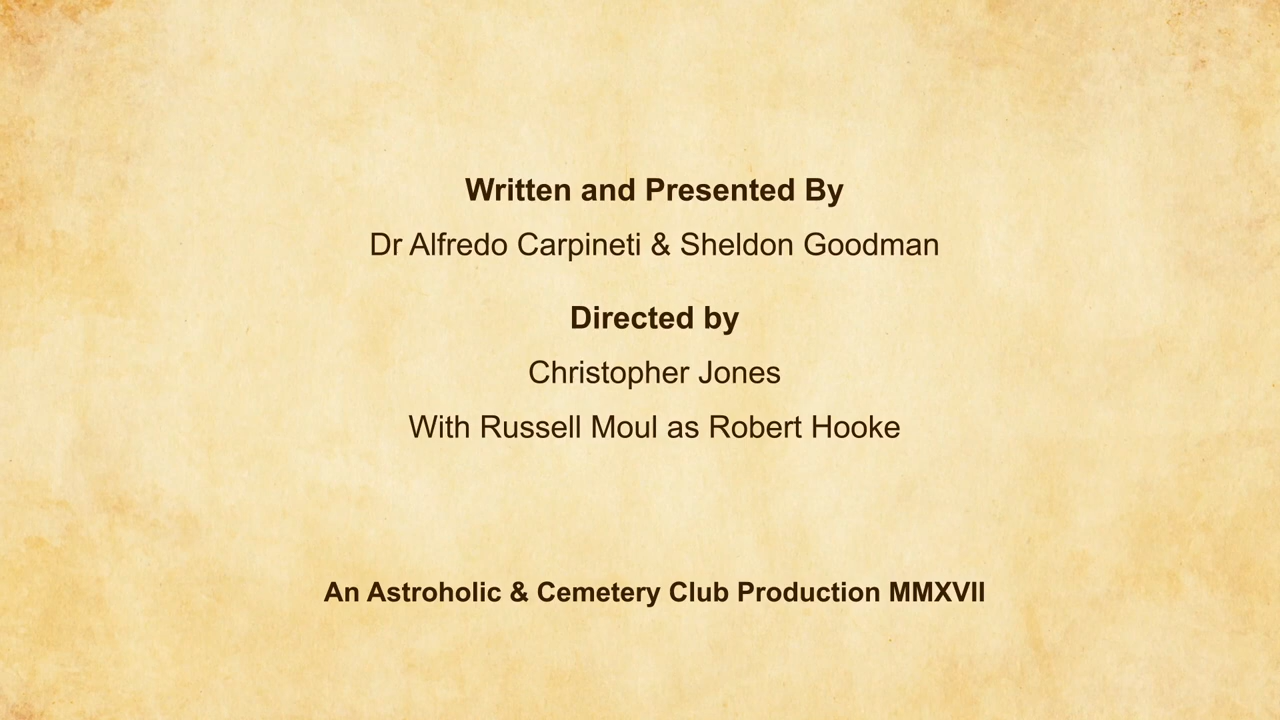 Written and Presented By
Dr Alfredo Carpineti & Sheldon Goodman
Directed by
Christopher Jones
With Russell Moul as Robert Hooke
An Astroholic & Cemetery Club Production MMXVII